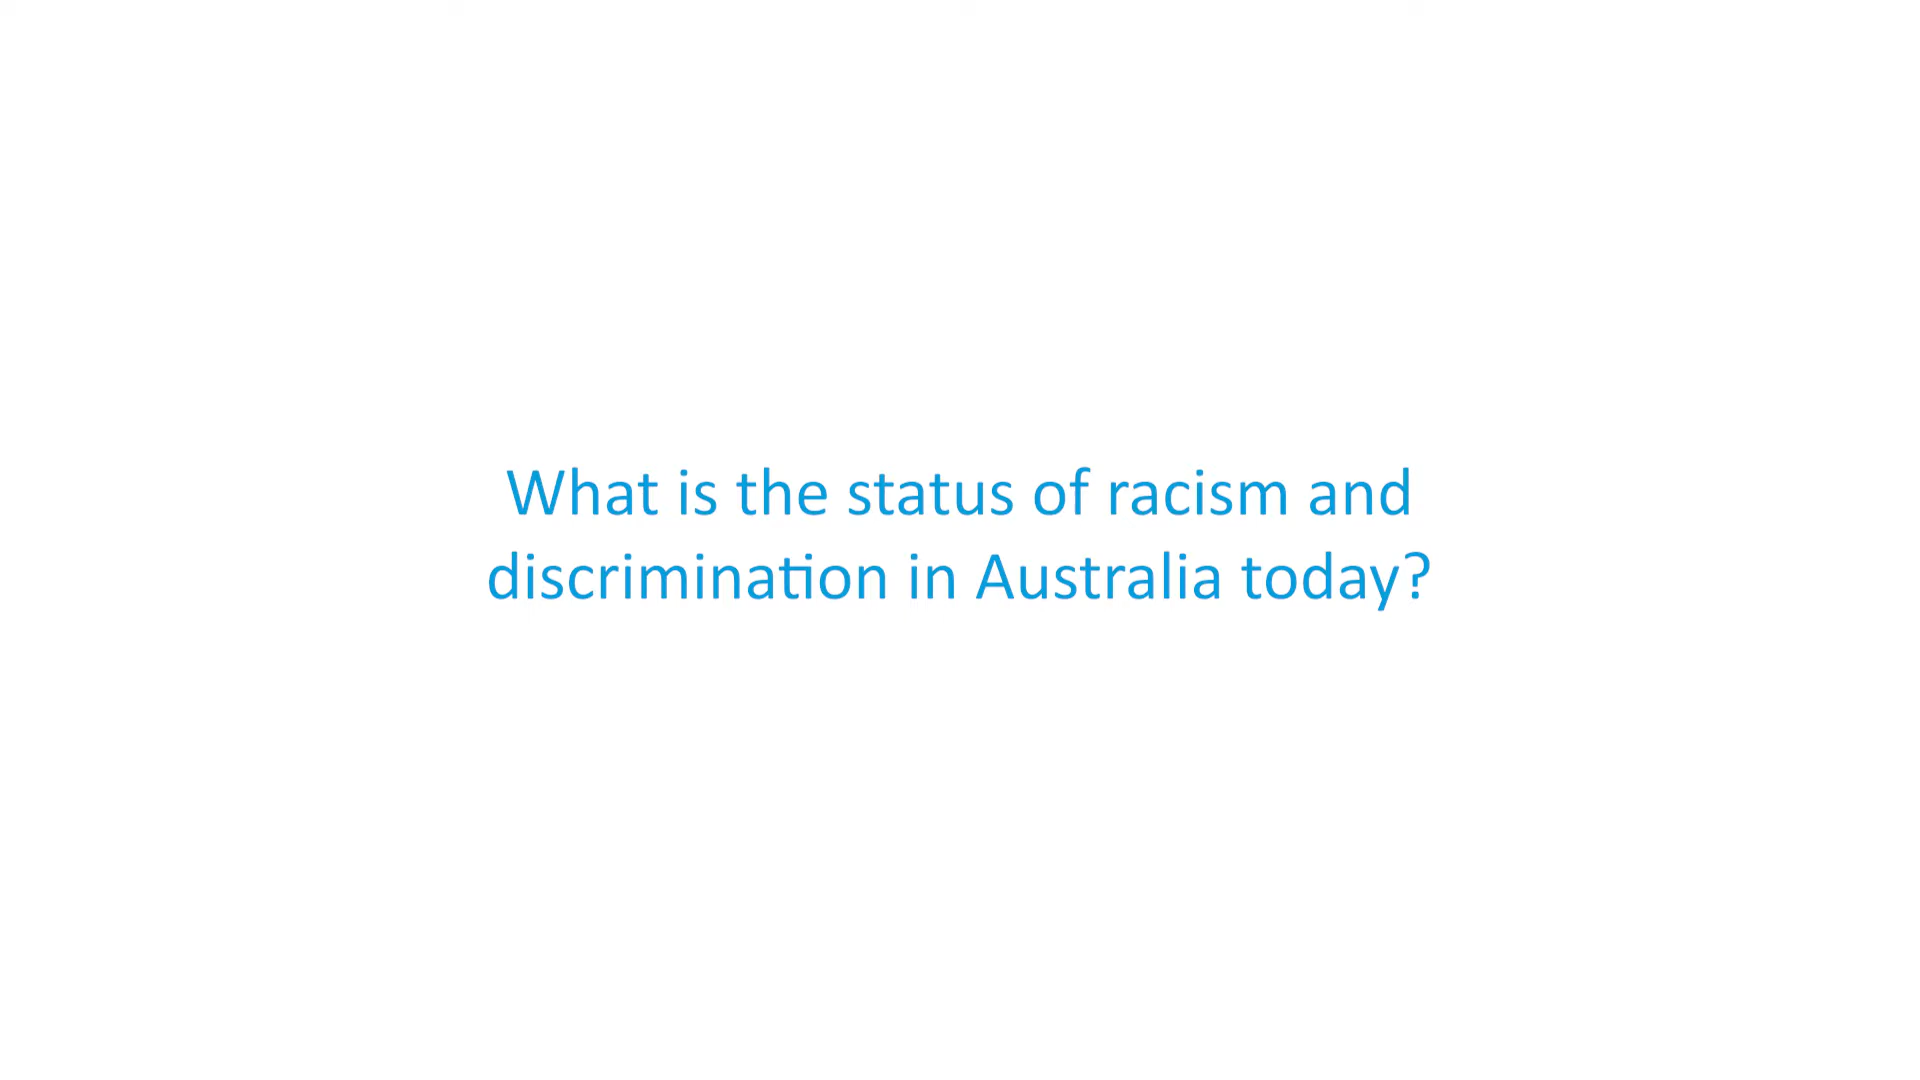 What is the status of racism and
discrimination in Australia today?